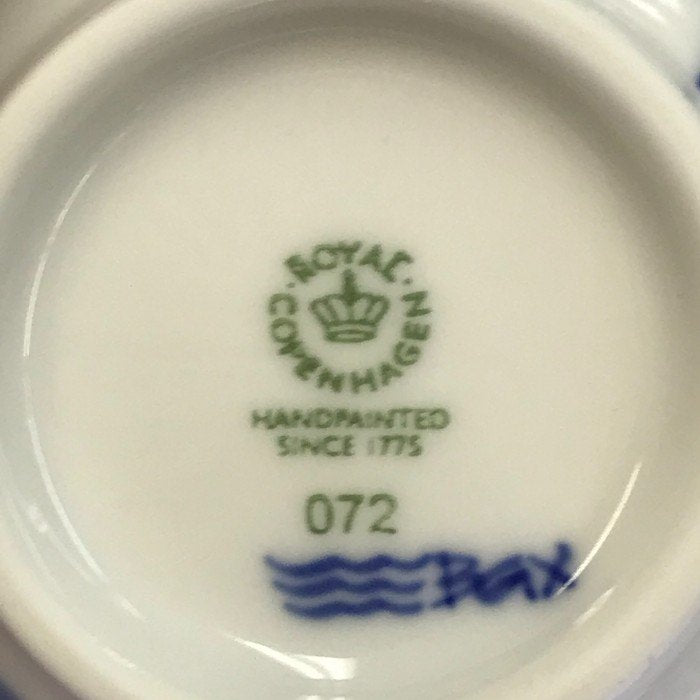 ROYAL COPENHAGEN
HANDPAINTED
SINCE 1775
072